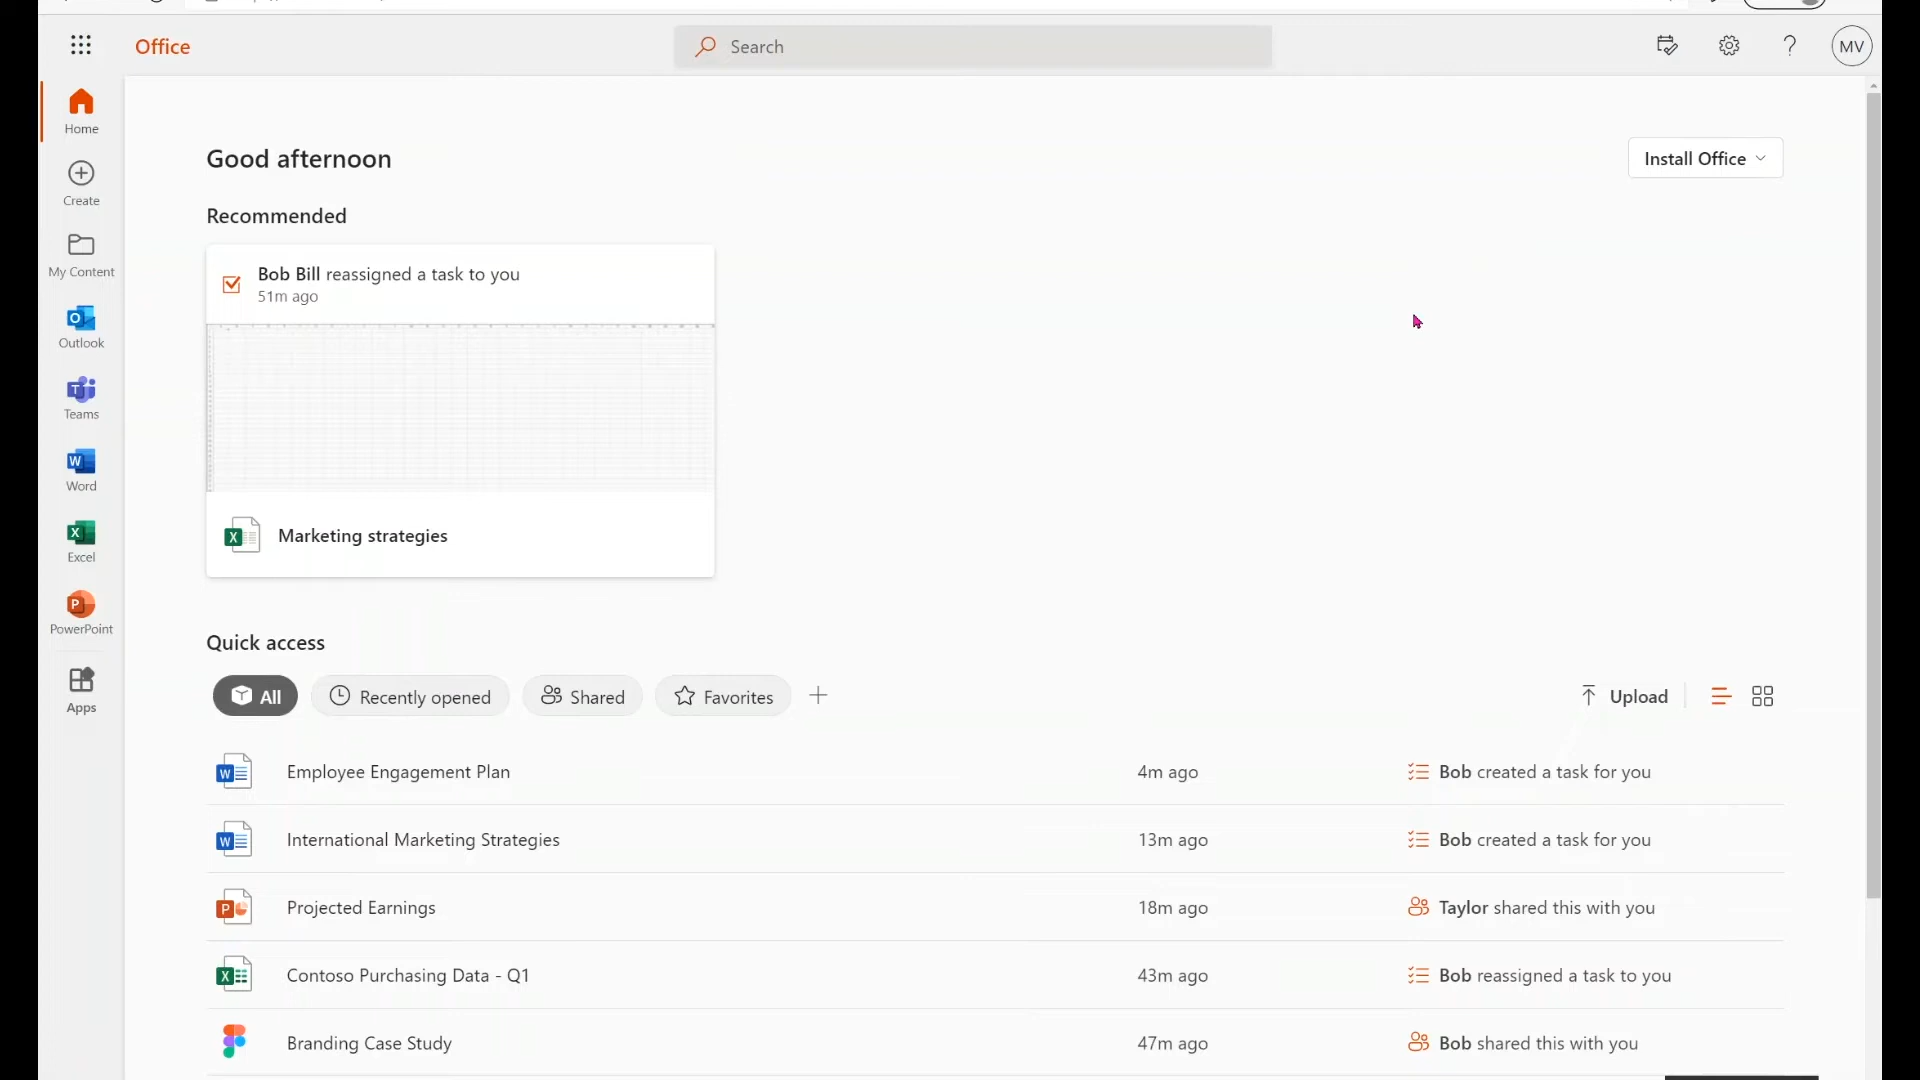 Office
Search
MV
Home
Create
My Content
Outlook
Teams
Word
Excel
PowerPoint
Apps
Good afternoon
Install Office
Recommended
Bob Bill reassigned a task to you
51m ago
Marketing strategies
Quick access
All
Recently opened
Shared
Favorites
Upload
Employee Engagement Plan 4m ago Bob created a task for you
International Marketing Strategies 13m ago Bob created a task for you
Projected Earnings 18m ago Taylor shared this with you
Contoso Purchasing Data - Q1 43m ago Bob reassigned a task to you
Branding Case Study 47m ago Bob shared this with you